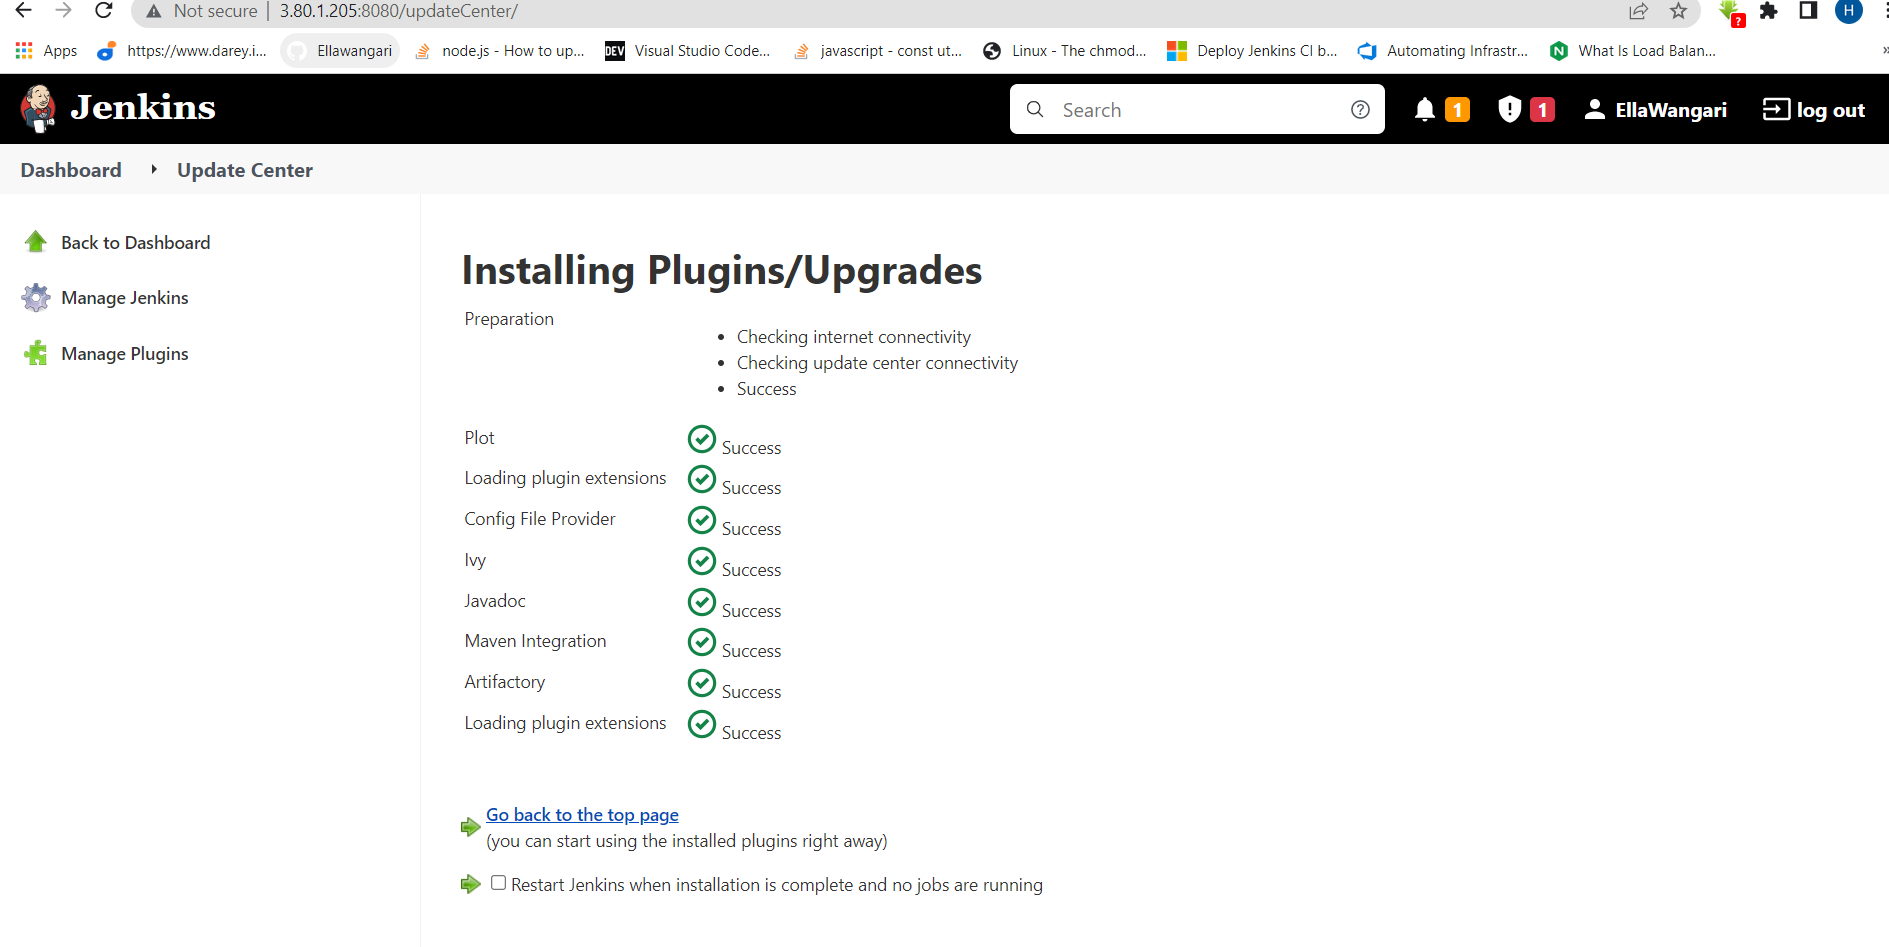 Not secure | 3.80.1.205:8080/updateCenter/
?
H
Apps
https://www.darey.i...
Ellawangari
node.js - How to up...
DEV
Visual Studio Code...
javascript - const ut...
Linux - The chmod...
Deploy Jenkins CI b...
Automating Infrastr...
N
What Is Load Balan...
»
Jenkins
Search
?
1
1
EllaWangari
log out
Dashboard
Update Center
Back to Dashboard
Manage Jenkins
Manage Plugins
Installing Plugins/Upgrades
Preparation
• Checking internet connectivity
• Checking update center connectivity
• Success
Plot Success
Loading plugin extensions Success
Config File Provider Success
Ivy Success
Javadoc Success
Maven Integration Success
Artifactory Success
Loading plugin extensions Success
Go back to the top page
(you can start using the installed plugins right away)
Restart Jenkins when installation is complete and no jobs are running